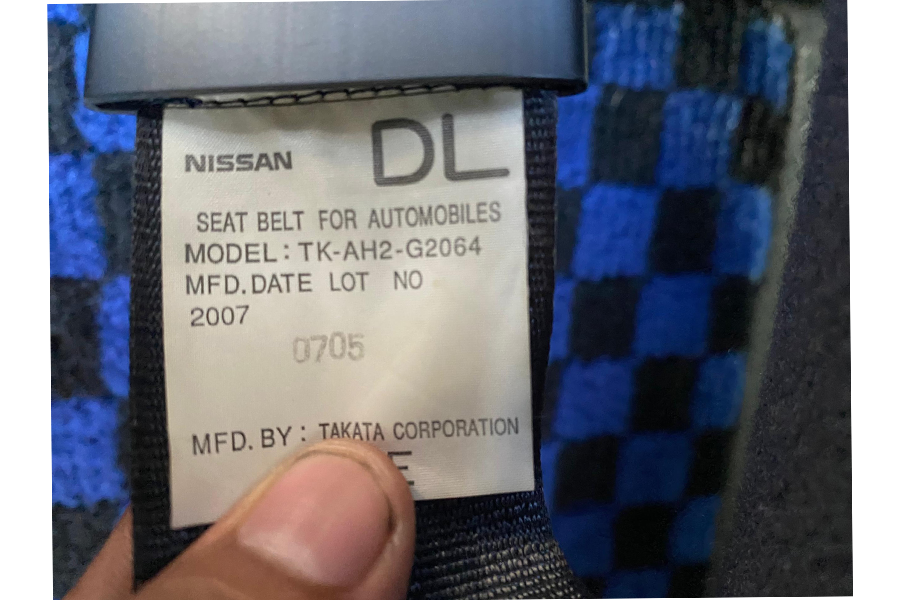 DL
NISSAN
SEAT BELT FOR AUTOMOBILES
MODEL: TK-AH2-G2064
MFD.DATE LOT NO
2007
0705
MFD.BY: TAKATA CORPORATION
E